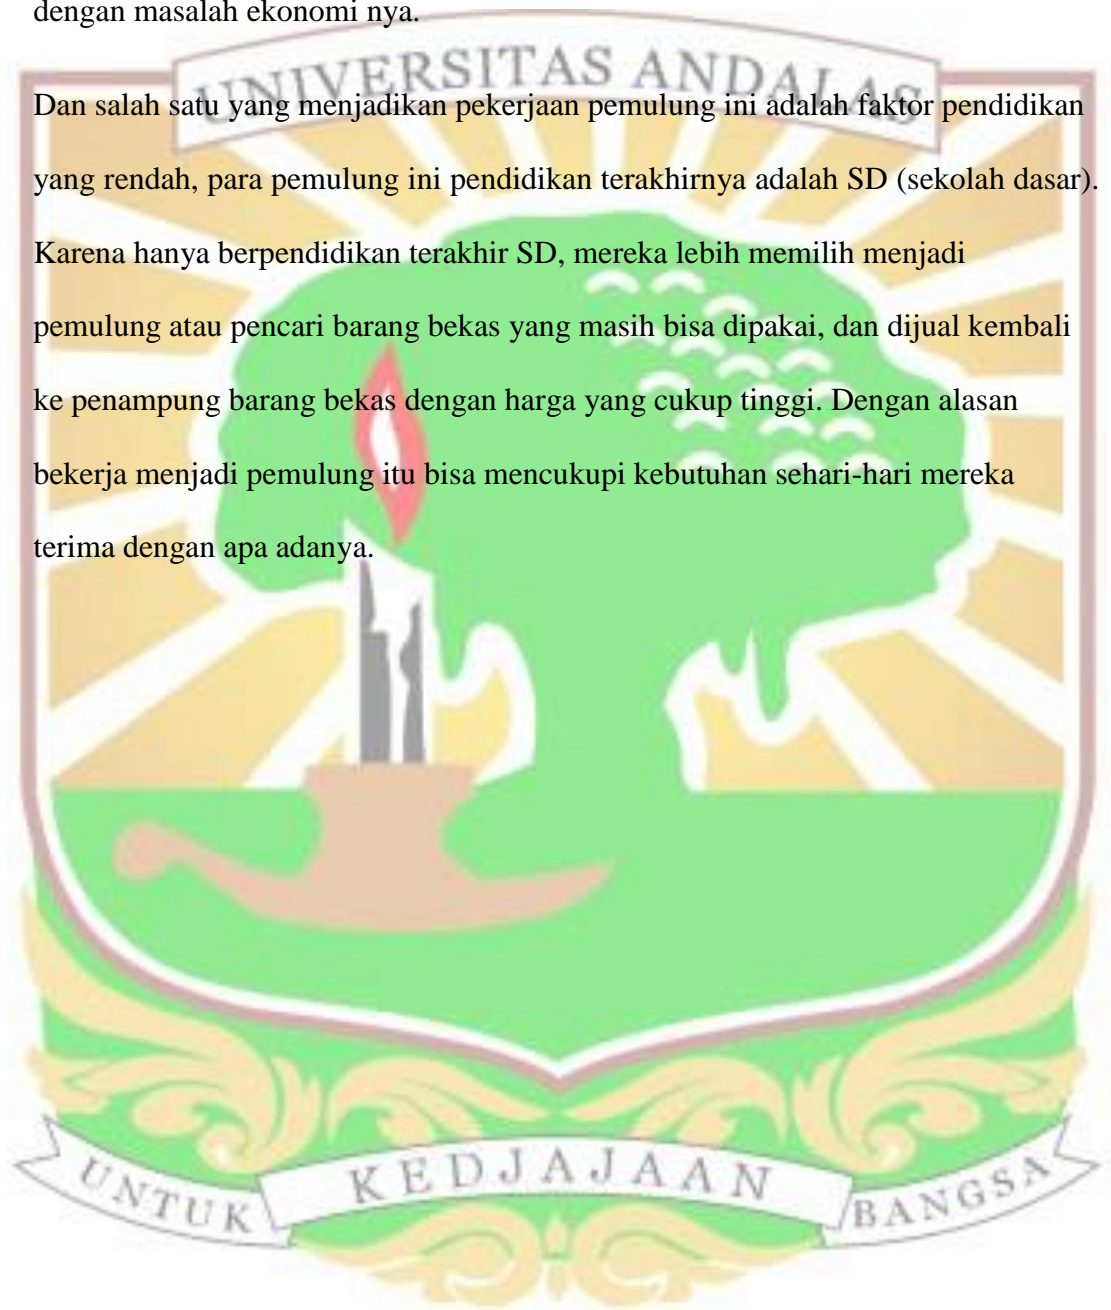 dengan masalah ekonomi nya.
UNIVERSITAS ANDALAS
Dan salah satu yang menjadikan pekerjaan pemulung ini adalah faktor pendidikan
yang rendah, para pemulung ini pendidikan terakhirnya adalah SD (sekolah dasar).
Karena hanya berpendidikan terakhir SD, mereka lebih memilih menjadi
pemulung atau pencari barang bekas yang masih bisa dipakai, dan dijual kembali
ke penampung barang bekas dengan harga yang cukup tinggi. Dengan alasan
bekerja menjadi pemulung itu bisa mencukupi kebutuhan sehari-hari mereka
terima dengan apa adanya.
UNTUK KEDJAJAAN BANGSA